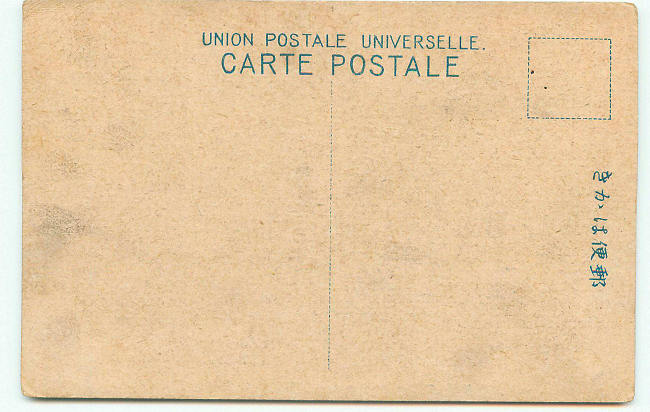 UNION POSTALE UNIVERSELLE.
CARTE POSTALE
きかは便郵